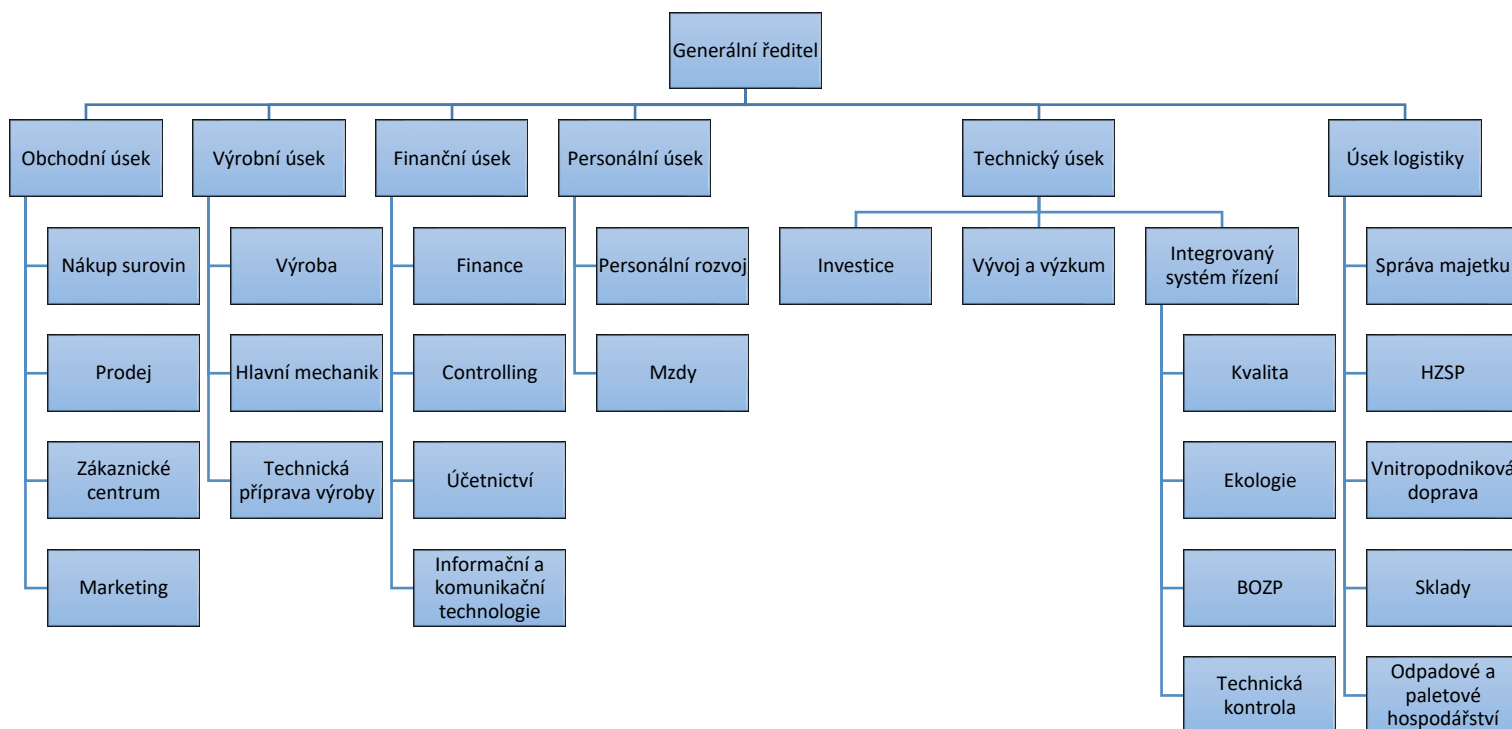 Generální ředitel
Obchodní úsek
Výrobní úsek
Finanční úsek
Personální úsek
Technický úsek
Úsek logistiky
Nákup surovin
Prodej
Zákaznické
centrum
Marketing
Výroba
Hlavní mechanik
Technická
příprava výroby
Finance
Controlling
Účetnictví
Informační a
komunikační
technologie
Personální rozvoj
Mzdy
Investice
Vývoj a výzkum
Integrovaný
systém řízení
Kvalita
Ekologie
BOZP
Technická
kontrola
Správa majetku
HZSP
Vnitropodniková
doprava
Sklady
Odpadové a
paletové
hospodářství